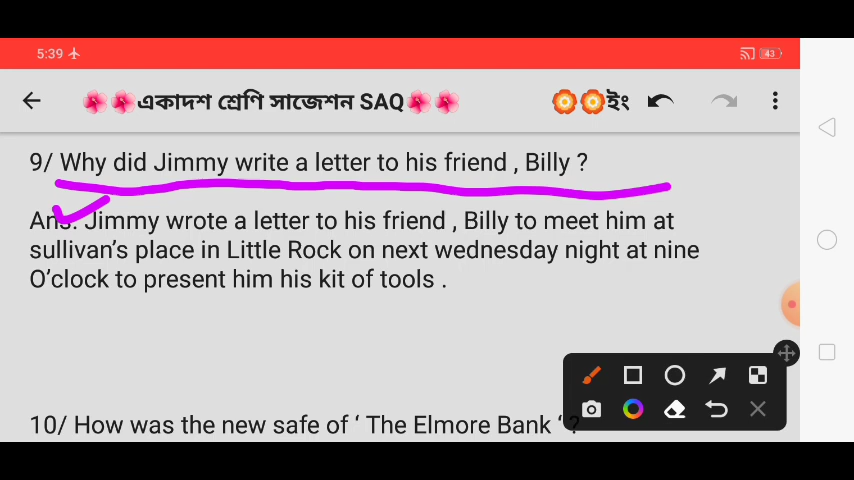 5:39
43
একাদশ শ্রেণি সাজেশন SAQ
ইং
9/ Why did Jimmy write a letter to his friend , Billy ?
Ans. Jimmy wrote a letter to his friend , Billy to meet him at
sullivan's place in Little Rock on next wednesday night at nine
O'clock to present him his kit of tools .
10/ How was the new safe of ‘ The Elmore Bank ‘ ?